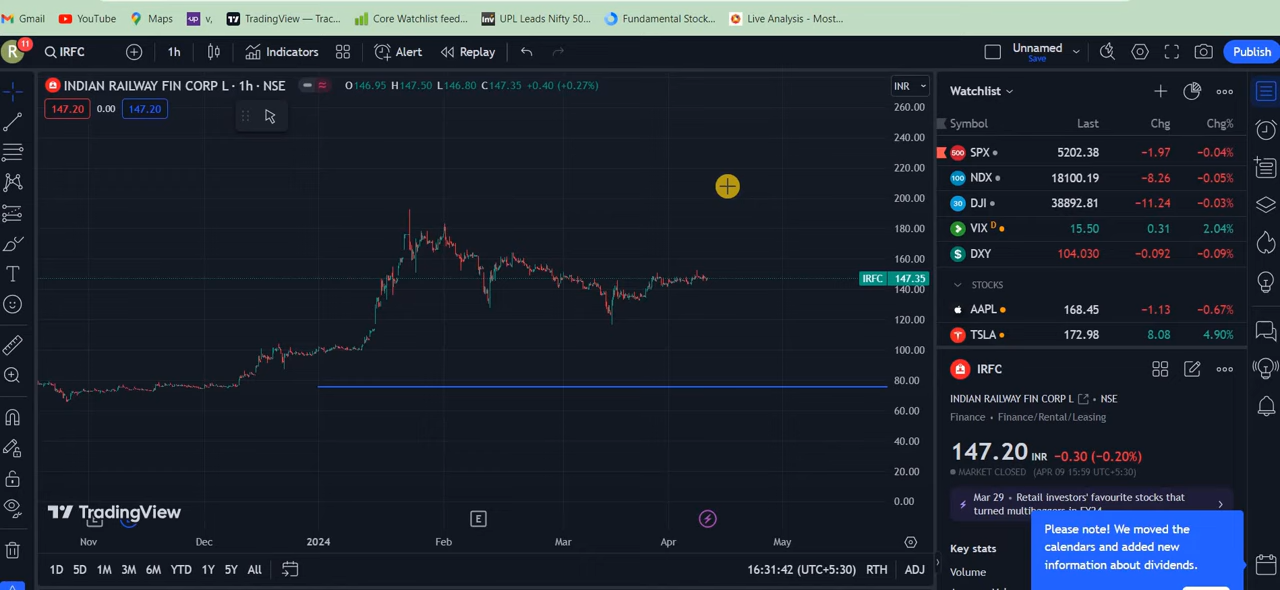 Gmail YouTube Maps up v, TradingView — Trac... Core Watchlist feed... Inv UPL Leads Nifty 50... Fundamental Stock... Live Analysis - Most...
R 11 IRFC 1h Indicators Alert Replay Unnamed Save Publish
INDIAN RAILWAY FIN CORP L · 1h · NSE O146.95 H147.50 L146.80 C147.35 +0.40 (+0.27%) INR
147.20 0.00 147.20
260.00
240.00
220.00
200.00
180.00
160.00
IRFC 147.35
140.00
120.00
100.00
80.00
60.00
40.00
20.00
0.00
TradingView
E
Nov Dec 2024 Feb Mar Apr May
1D 5D 1M 3M 6M YTD 1Y 5Y All 16:31:42 (UTC+5:30) RTH ADJ
Watchlist
Symbol Last Chg Chg%
500 SPX 5202.38 −1.97 −0.04%
100 NDX 18100.19 −8.26 −0.05%
30 DJI 38892.81 −11.24 −0.03%
VIX D 15.50 0.31 2.04%
$ DXY 104.030 −0.092 −0.09%
STOCKS
AAPL 168.45 −1.13 −0.67%
TSLA 172.98 8.08 4.90%
IRFC
INDIAN RAILWAY FIN CORP L • NSE
Finance • Finance/Rental/Leasing
147.20 INR −0.30 (−0.20%)
MARKET CLOSED (APR 09 15:59 UTC+5:30)
Mar 29 • Retail investors' favourite stocks that
turned
Please note! We moved the
calendars and added new
information about dividends.
Key stats
Volume